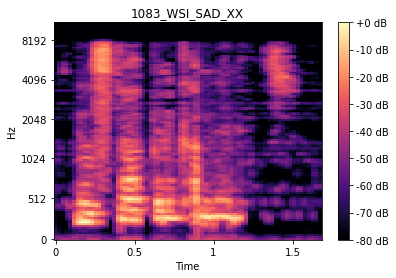 1083_WSI_SAD_XX
8192
4096
2048
1024
512
0
Hz
0
0.5
1
1.5
Time
+0 dB
-10 dB
-20 dB
-30 dB
-40 dB
-50 dB
-60 dB
-70 dB
-80 dB